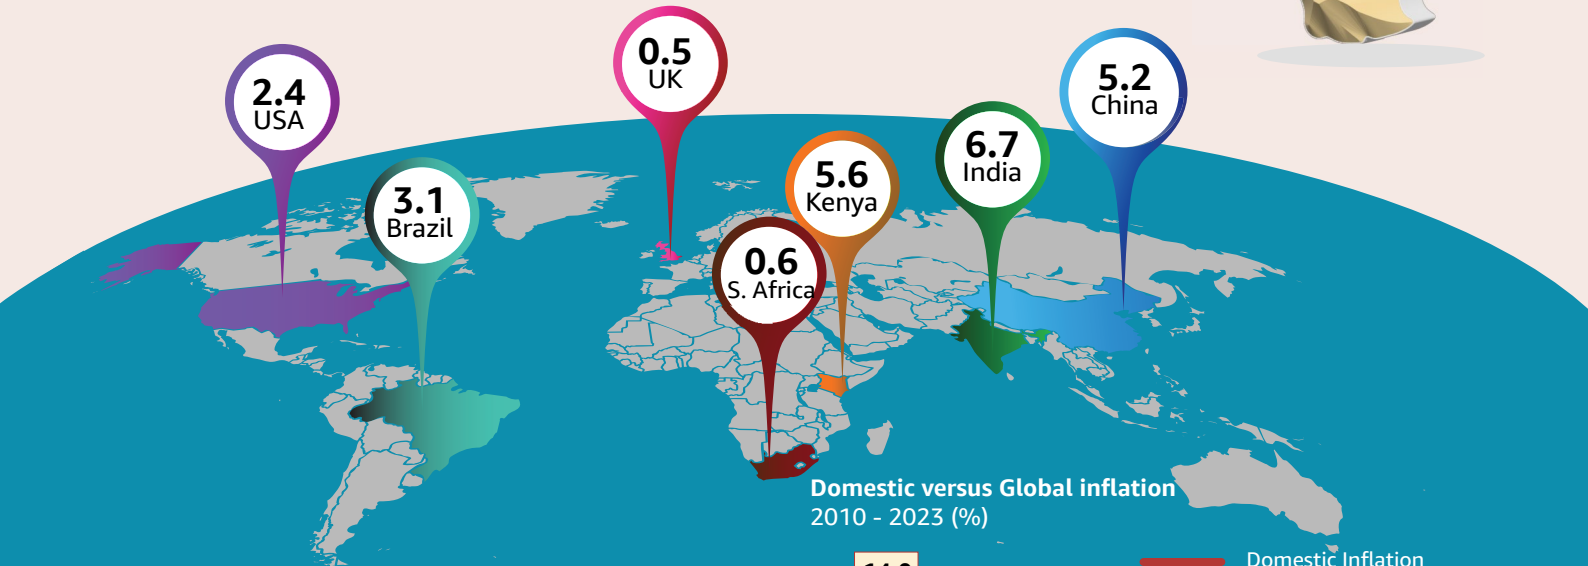 0.5
UK
2.4
USA
5.2
China
6.7
India
5.6
Kenya
3.1
Brazil
0.6
S. Africa
Domestic versus Global inflation
2010 - 2023 (%)
Domestic Inflation